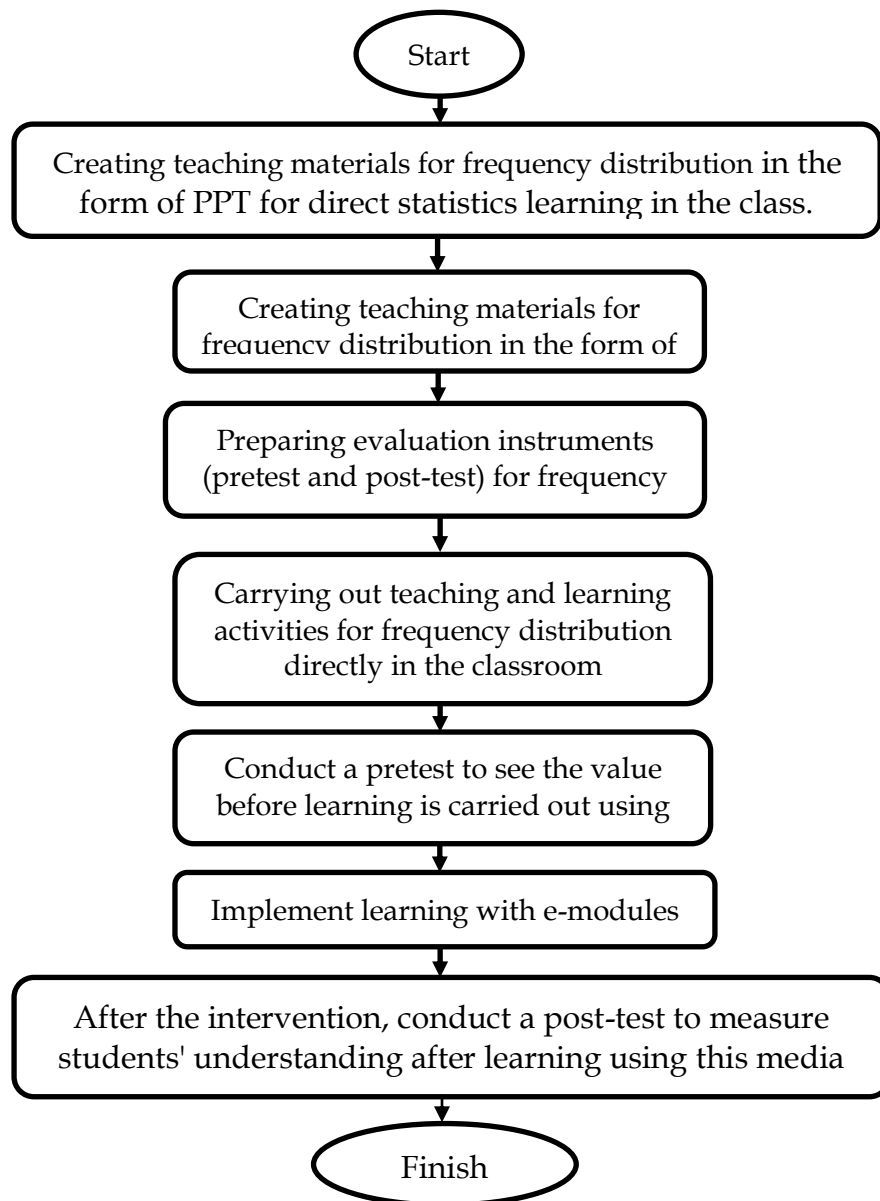 Start
Creating teaching materials for frequency distribution in the
form of PPT for direct statistics learning in the class.
Creating teaching materials for
frequency distribution in the form of
Preparing evaluation instruments
(pretest and post-test) for frequency
Carrying out teaching and learning
activities for frequency distribution
directly in the classroom
Conduct a pretest to see the value
before learning is carried out using
Implement learning with e-modules
After the intervention, conduct a post-test to measure
students' understanding after learning using this media
Finish